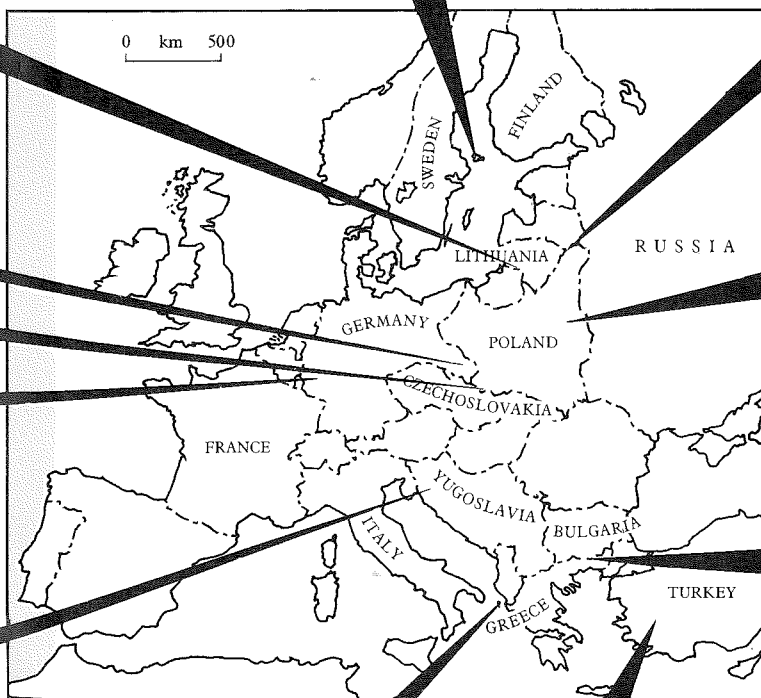 0 km 500
FINLAND
SWEDEN
RUSSIA
LITHUANIA
GERMANY
POLAND
CZECHOSLOVAKIA
FRANCE
YUGOSLAVIA
BULGARIA
ITALY
TURKEY
GREECE